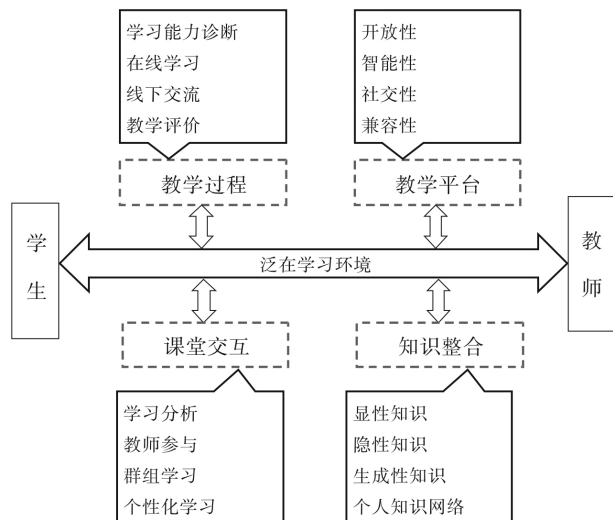 学习能力诊断
在线学习
线下交流
教学评价
开放性
智能性
社交性
兼容性
教学过程
教学平台
学生
泛在学习环境
教师
课堂交互
知识整合
学习分析
教师参与
群组学习
个性化学习
显性知识
隐性知识
生成性知识
个人知识网络